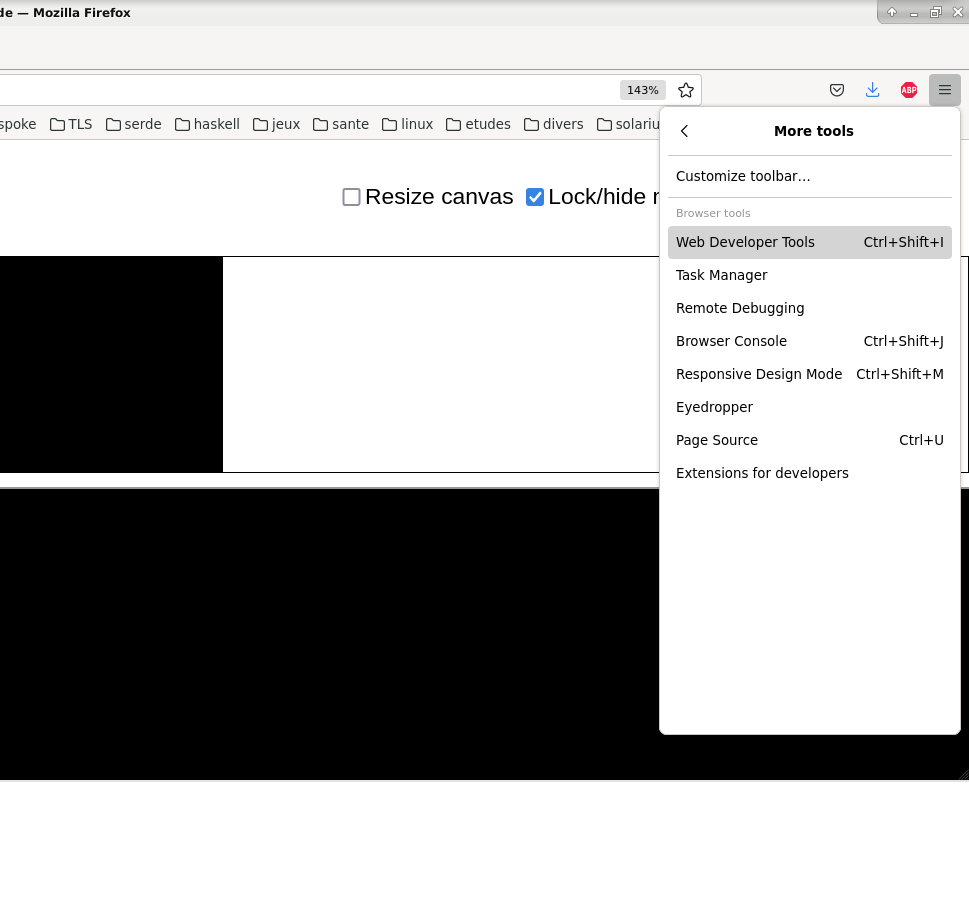 de — Mozilla Firefox
143%
ABP
spoke TLS serde haskell jeux sante linux etudes divers solariu
More tools
Customize toolbar…
Browser tools
Web Developer Tools Ctrl+Shift+I
Task Manager
Remote Debugging
Browser Console Ctrl+Shift+J
Responsive Design Mode Ctrl+Shift+M
Eyedropper
Page Source Ctrl+U
Extensions for developers
Resize canvas Lock/hide